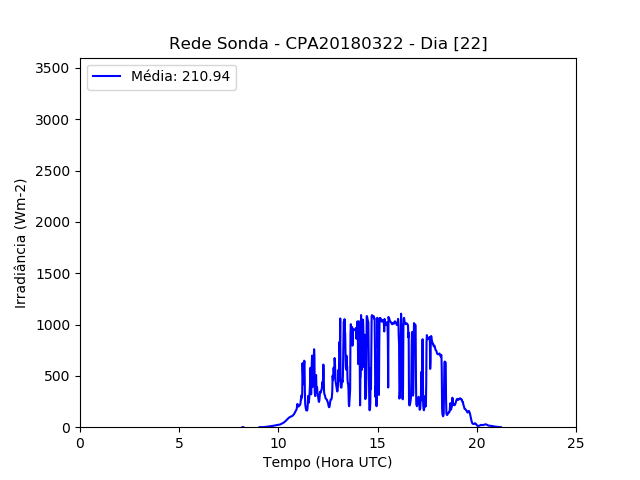 Rede Sonda - CPA20180322 - Dia [22]
Média: 210.94
3500
3000
2500
2000
1500
1000
500
0
Irradiância (Wm-2)
0 5 10 15 20 25
Tempo (Hora UTC)